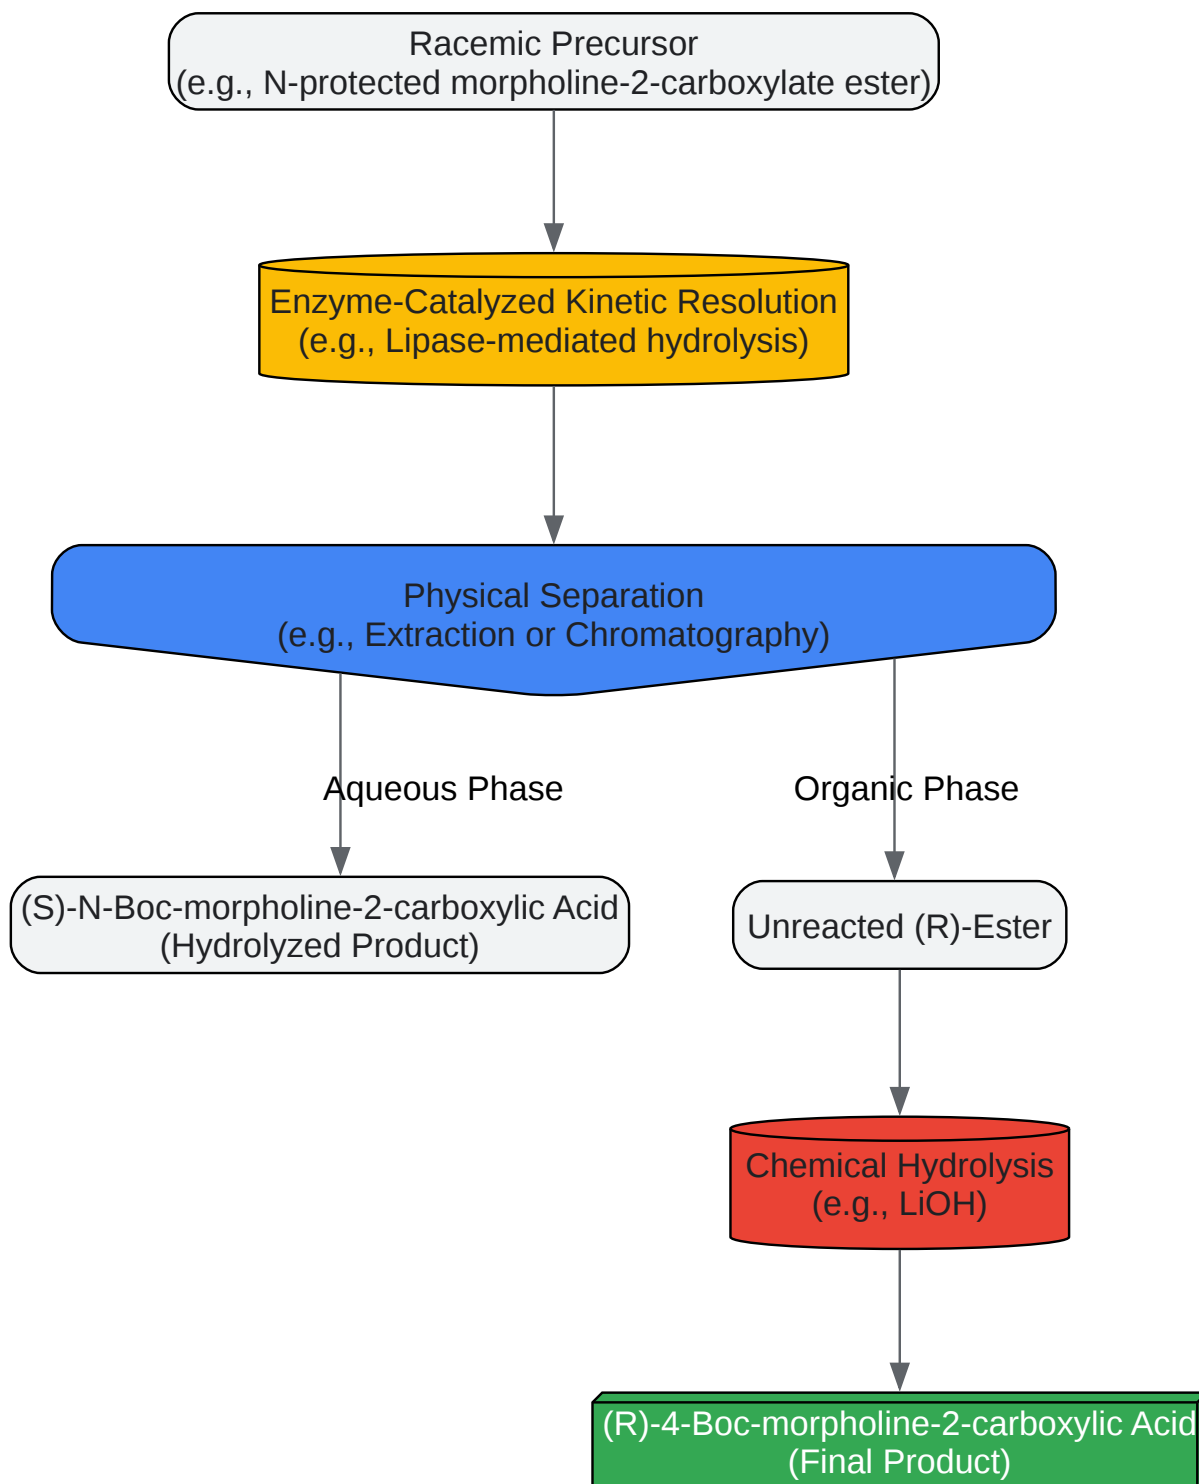 Racemic Precursor
(e.g., N-protected morpholine-2-carboxylate ester)
Enzyme-Catalyzed Kinetic Resolution
(e.g., Lipase-mediated hydrolysis)
Physical Separation
(e.g., Extraction or Chromatography)
Aqueous Phase
Organic Phase
(S)-N-Boc-morpholine-2-carboxylic Acid
(Hydrolyzed Product)
Unreacted (R)-Ester
Chemical Hydrolysis
(e.g., LiOH)
(R)-4-Boc-morpholine-2-carboxylic Acid
(Final Product)